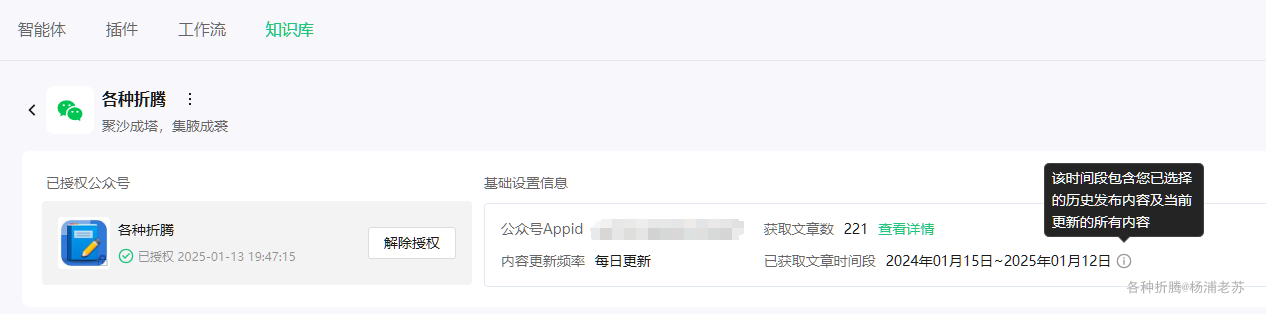 智能体 插件 工作流 知识库
各种折腾
聚沙成塔，集腋成裘
已授权公众号
各种折腾
已授权 2025-01-13 19:47:15
解除授权
基础设置信息
公众号Appid
获取文章数 221 查看详情
内容更新频率 每日更新
已获取文章时间段 2024年01月15日~2025年01月12日
该时间段包含您已选择
的历史发布内容及当前
更新的所有内容
各种折腾@杨浦老苏